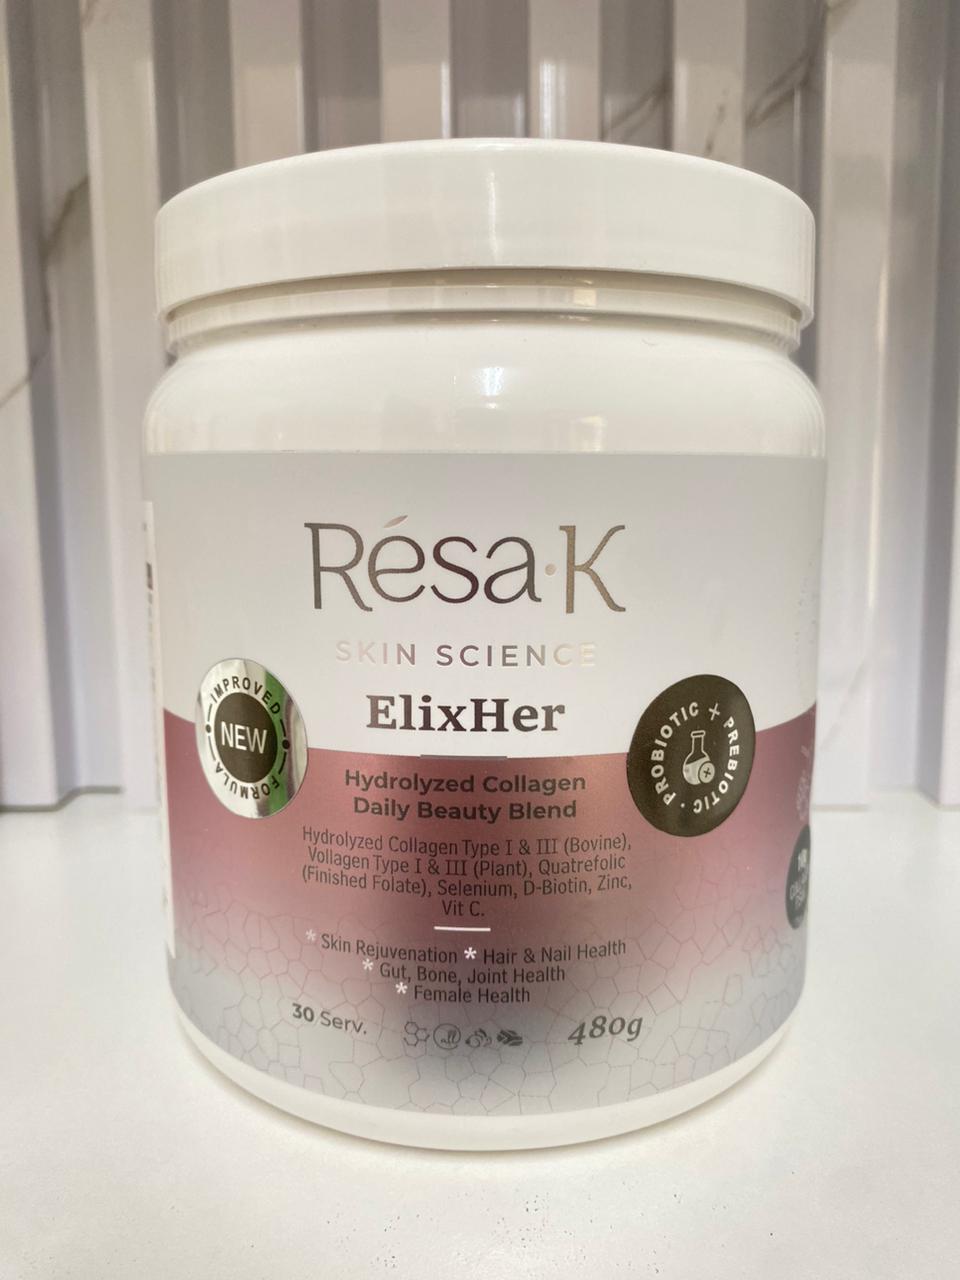 Résa·K
SKIN SCIENCE
ElixHer
IMPROVED
NEW
FORMULA
PROBIOTIC + PREBIOTIC ·
Hydrolyzed Collagen
Daily Beauty Blend
Hydrolyzed Collagen Type I & III (Bovine),
Vollagen Type I & III (Plant), Quatrefolic
(Finished Folate), Selenium, D-Biotin, Zinc,
Vit C.
* Skin Rejuvenation * Hair & Nail Health
* Gut, Bone, Joint Health
* Female Health
30 Serv.
480g